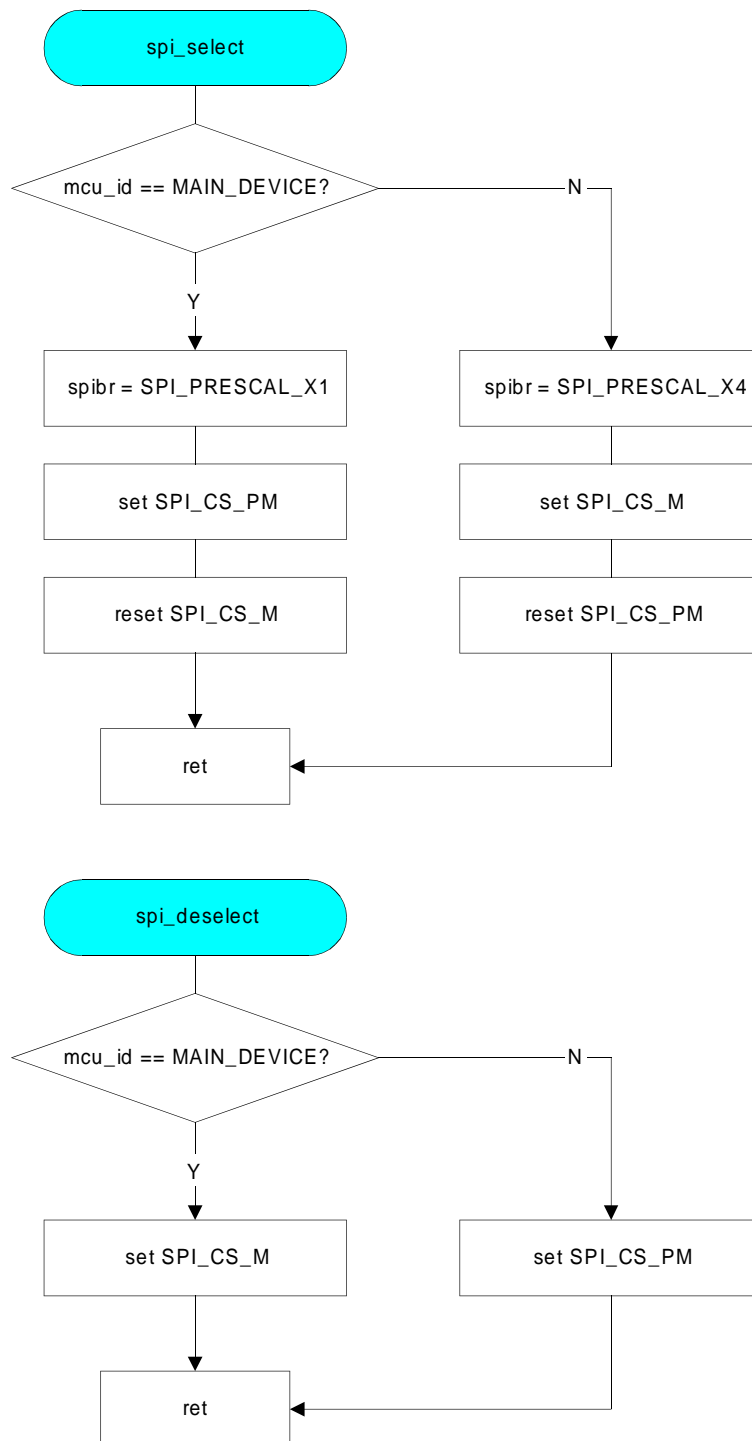 spi_select
mcu_id == MAIN_DEVICE?
N
Y
spibr = SPI_PRESCAL_X1
spibr = SPI_PRESCAL_X4
set SPI_CS_PM
set SPI_CS_M
reset SPI_CS_M
reset SPI_CS_PM
ret
spi_deselect
mcu_id == MAIN_DEVICE?
N
Y
set SPI_CS_M
set SPI_CS_PM
ret